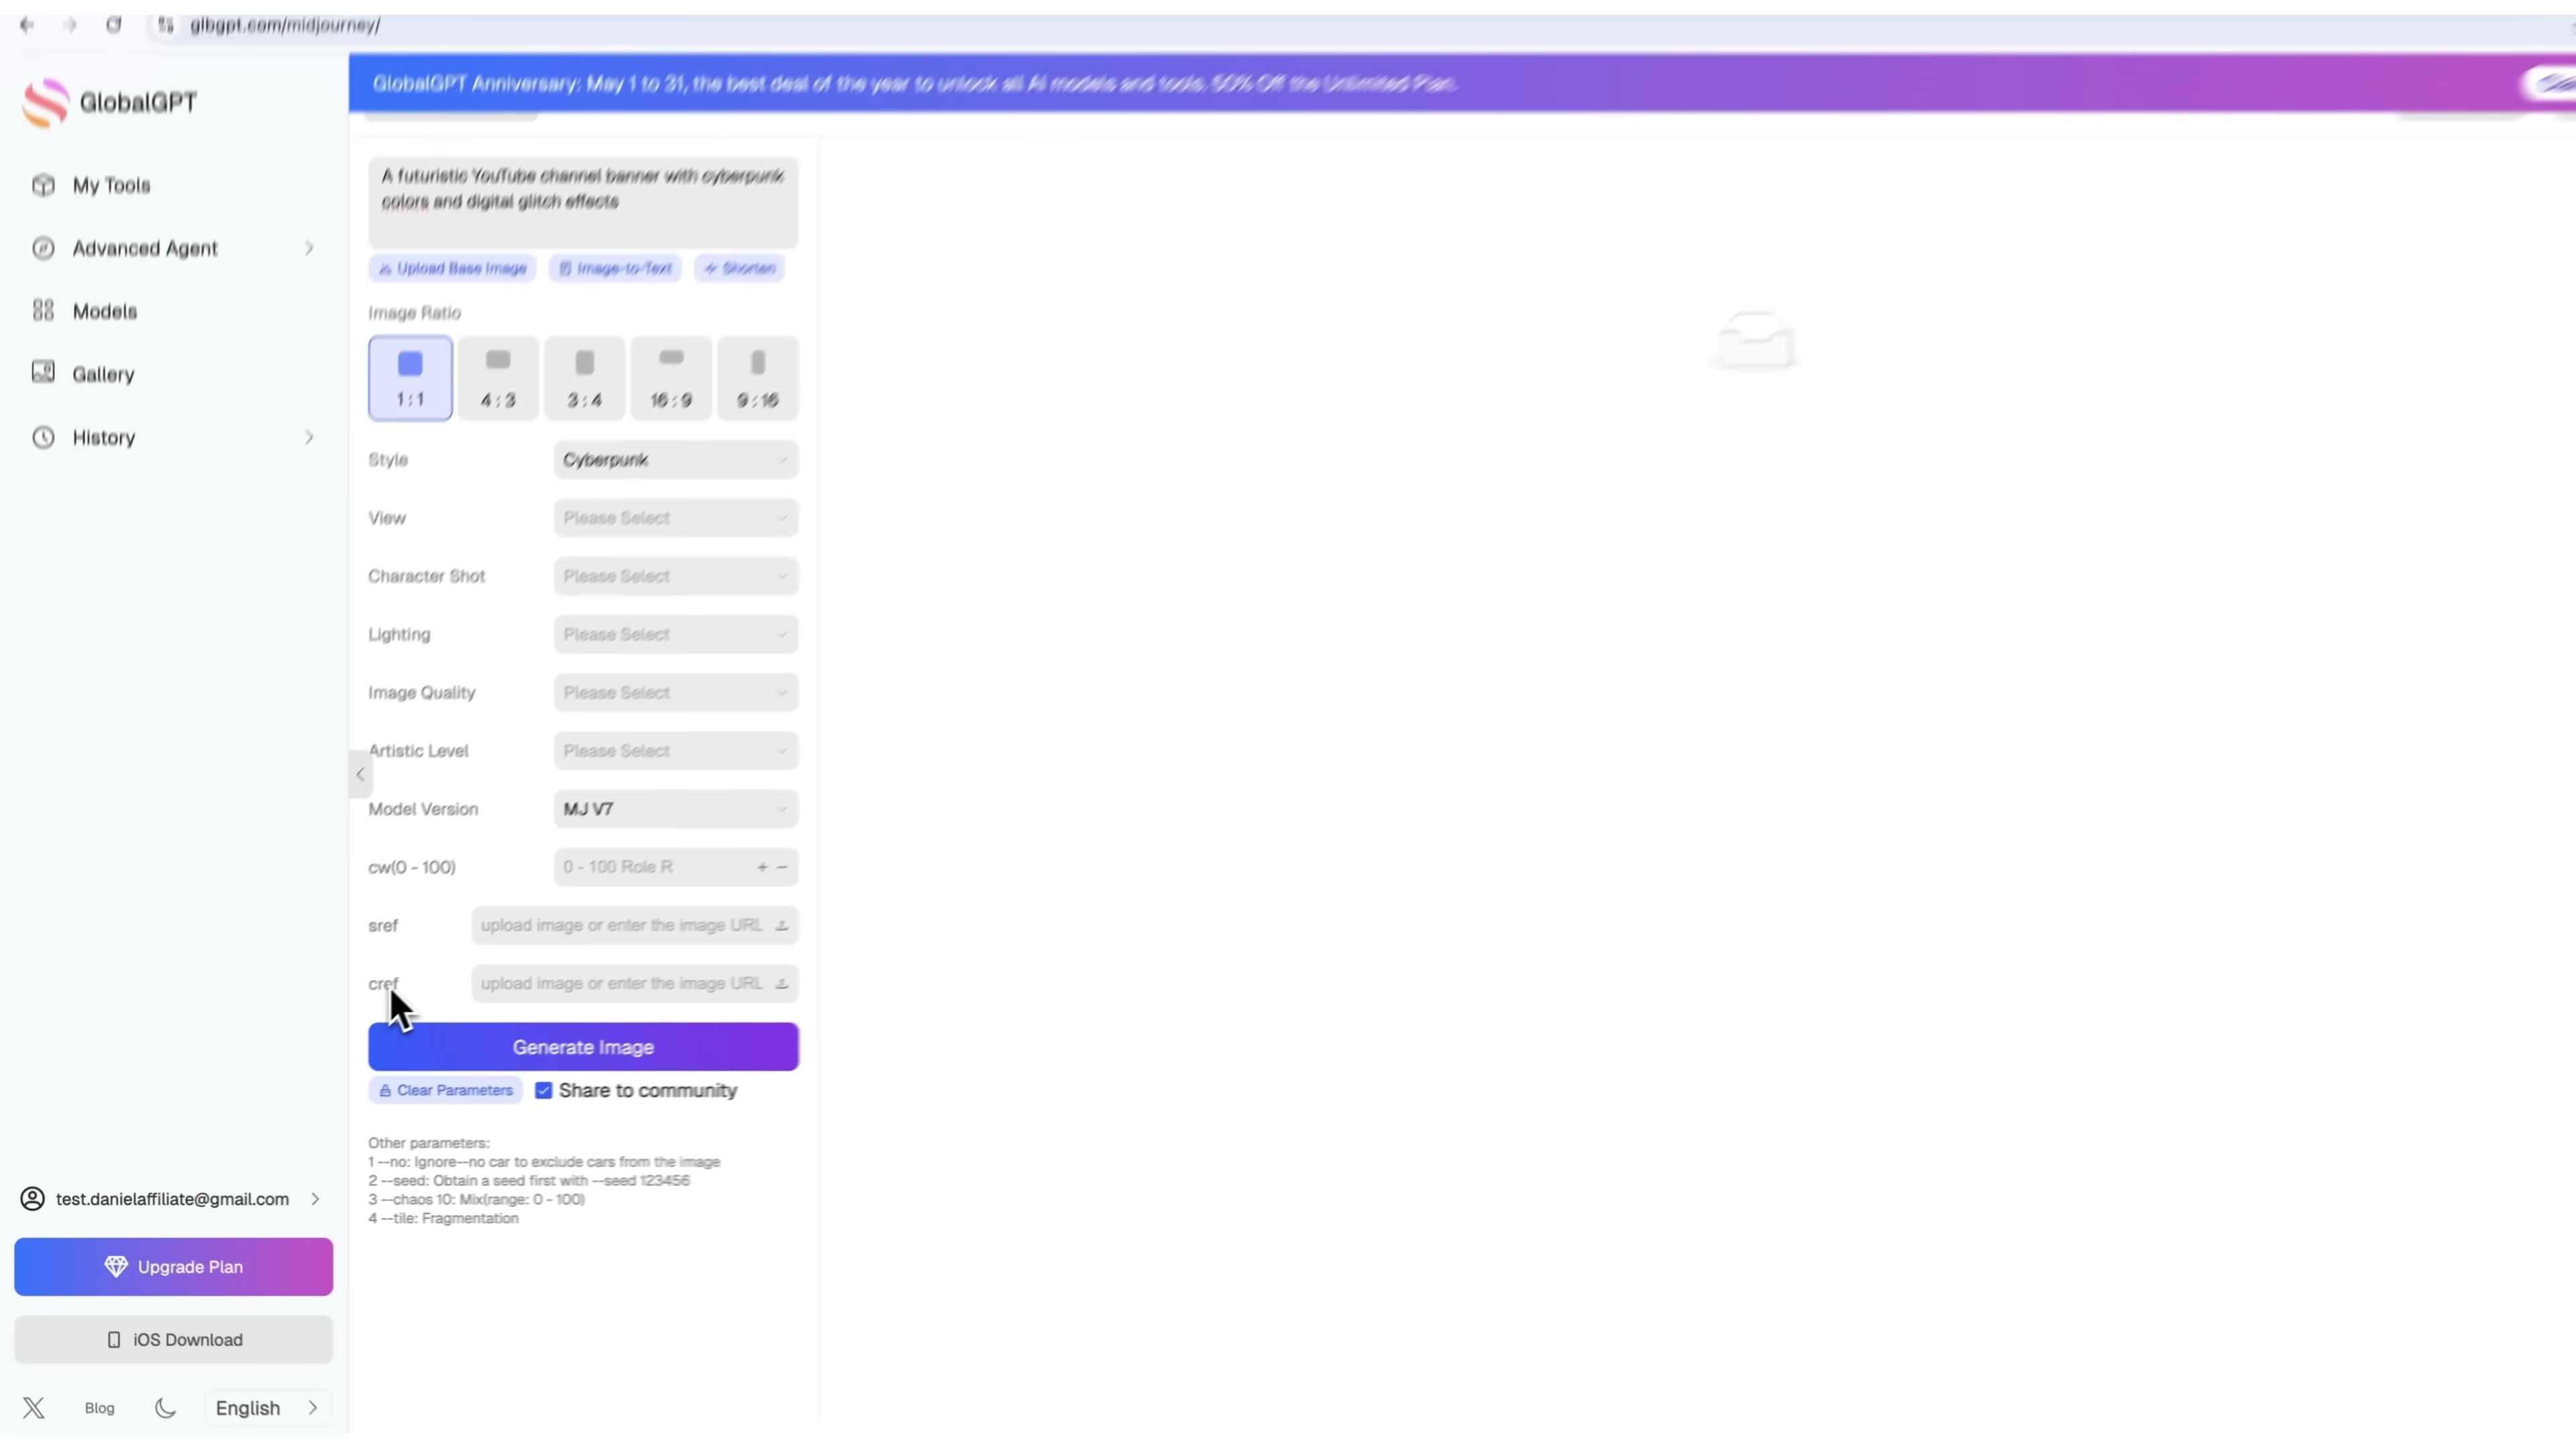 glbgpt.com/midjourney/
GlobalGPT
GlobalGPT Anniversary: May 1 to 31, the best deal of the year to unlock all AI models and tools. 50% Off the Unlimited Plan.
My Tools
Advanced Agent
Models
Gallery
History
A futuristic YouTube channel banner with cyberpunk
colors and digital glitch effects
Upload Base Image Image-to-Text Shorten
Image Ratio
1 : 1 4 : 3 3 : 4 16 : 9 9 : 16
Style Cyberpunk
View Please Select
Character Shot Please Select
Lighting Please Select
Image Quality Please Select
Artistic Level Please Select
Model Version MJ V7
cw(0 - 100) 0 - 100 Role R + −
sref upload image or enter the image URL
cref upload image or enter the image URL
Generate Image
Clear Parameters Share to community
Other parameters:
1 --no: Ignore--no car to exclude cars from the image
2 --seed: Obtain a seed first with --seed 123456
3 --chaos 10: Mix(range: 0 - 100)
4 --tile: Fragmentation
test.danielaffiliate@gmail.com
Upgrade Plan
iOS Download
Blog English